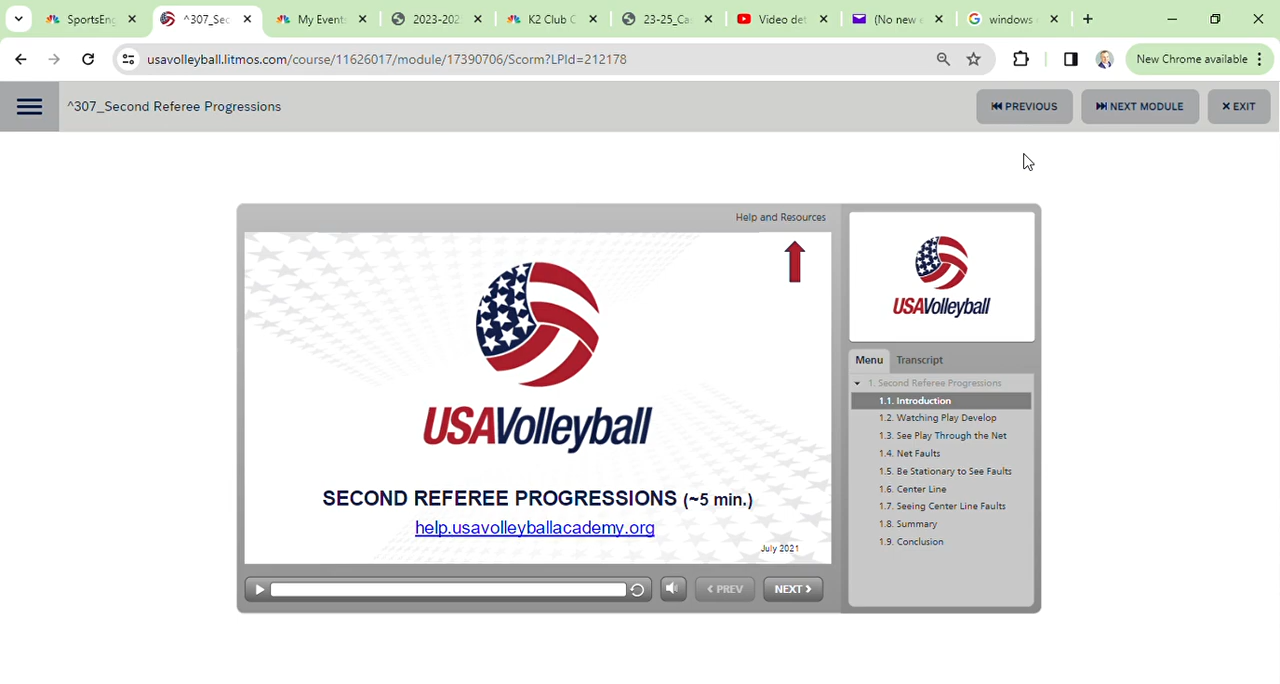 SportsEng
^307_Sec
My Event
2023-202
K2 Club C
23-25_Ca
Video det
(No new e
windows
usavolleyball.litmos.com/course/11626017/module/17390706/Scorm?LPId=212178
New Chrome available
^307_Second Referee Progressions
PREVIOUS
NEXT MODULE
× EXIT
Help and Resources
USAVolleyball
SECOND REFEREE PROGRESSIONS (~5 min.)
help.usavolleyballacademy.org
July 2021
< PREV
NEXT >
USAVolleyball
Menu Transcript
1. Second Referee Progressions
1.1. Introduction
1.2. Watching Play Develop
1.3. See Play Through the Net
1.4. Net Faults
1.5. Be Stationary to See Faults
1.6. Center Line
1.7. Seeing Center Line Faults
1.8. Summary
1.9. Conclusion